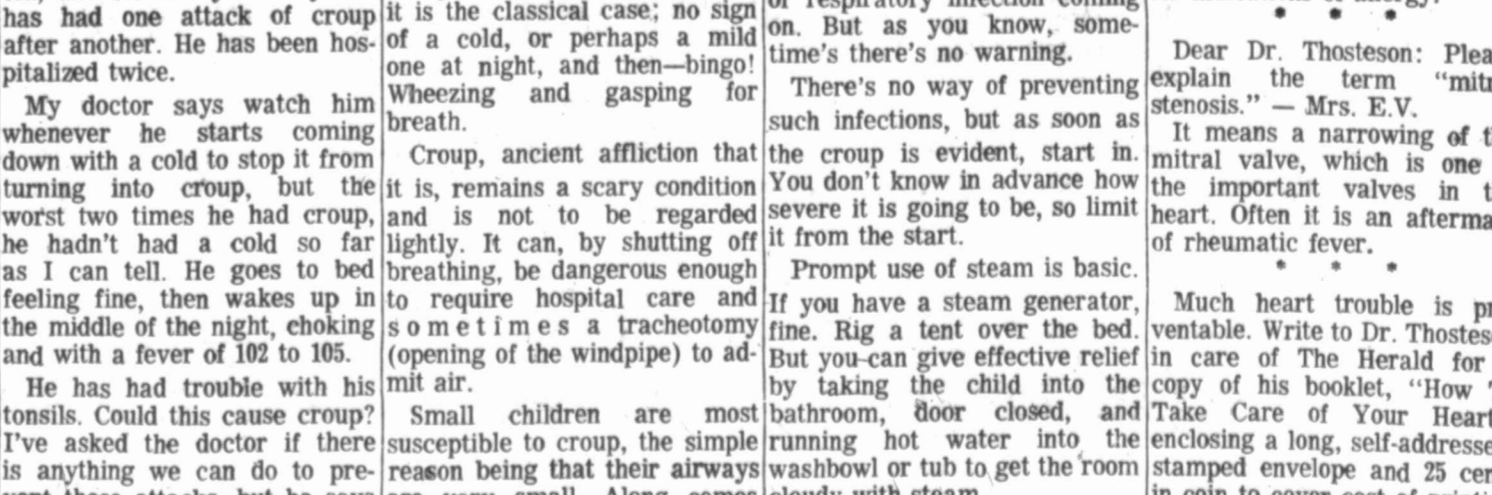 has had one attack of croup
after another. He has been hos-
pitalized twice.
My doctor says watch him
whenever he starts coming
down with a cold to stop it from
turning into croup, but the
worst two times he had croup,
he hadn't had a cold so far
as I can tell. He goes to bed
feeling fine, then wakes up in
the middle of the night, choking
and with a fever of 102 to 105.
He has had trouble with his
tonsils. Could this cause croup?
I've asked the doctor if there
is anything we can do to pre-
it is the classical case; no sign
of a cold, or perhaps a mild
one at night, and then—bingo!
Wheezing and gasping for
breath.
Croup, ancient affliction that
it is, remains a scary condition
and is not to be regarded
lightly. It can, by shutting off
breathing, be dangerous enough
to require hospital care and
sometimes a tracheotomy
(opening of the windpipe) to ad-
mit air.
Small children are most
susceptible to croup, the simple
reason being that their airways
on. But as you know, some-
time's there's no warning.
There's no way of preventing
such infections, but as soon as
the croup is evident, start in.
You don't know in advance how
severe it is going to be, so limit
it from the start.
Prompt use of steam is basic.
If you have a steam generator,
fine. Rig a tent over the bed.
But you can give effective relief
by taking the child into the
bathroom, door closed, and
running hot water into the
washbowl or tub to get the room
cloudy with steam.
* * *
Dear Dr. Thosteson: Plea
explain the term "mitr
stenosis." — Mrs. E.V.
It means a narrowing of t
mitral valve, which is one
the important valves in t
heart. Often it is an afterma
of rheumatic fever.
* * *
Much heart trouble is pr
ventable. Write to Dr. Thostes
in care of The Herald for
copy of his booklet, "How T
Take Care of Your Heart
enclosing a long, self-addresse
stamped envelope and 25 cen